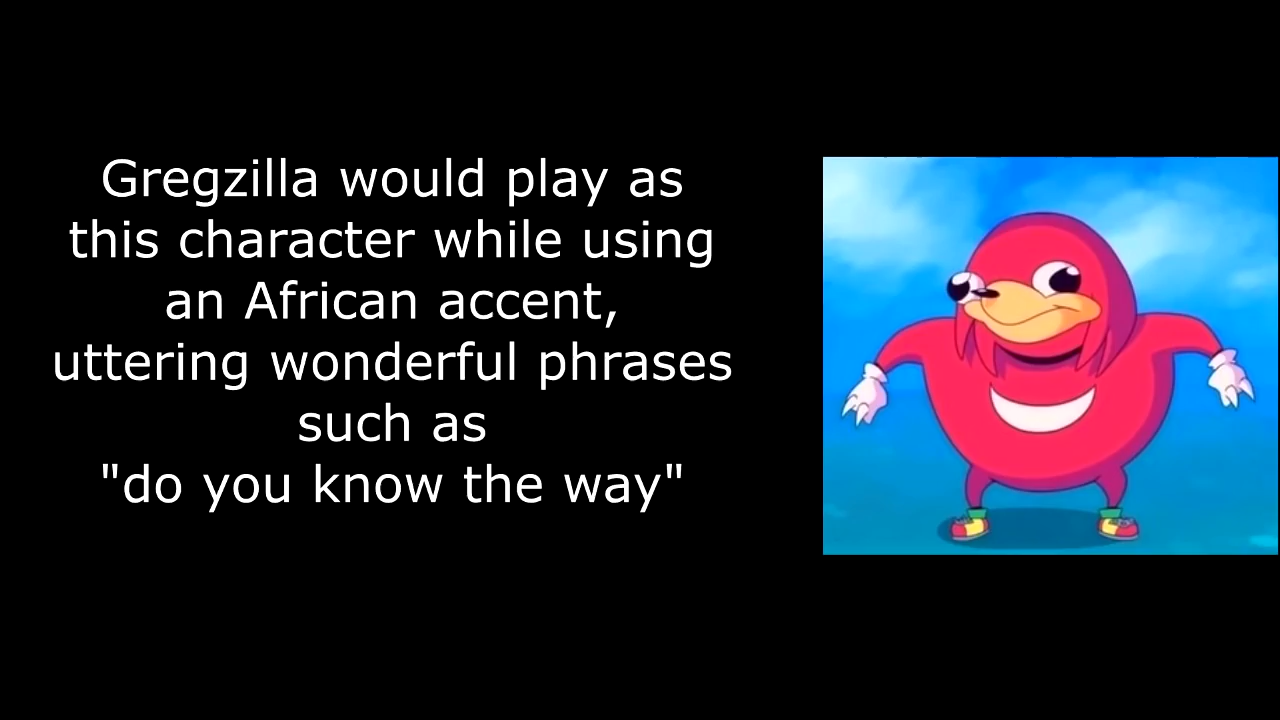 Gregzilla would play as
this character while using
an African accent,
uttering wonderful phrases
such as
"do you know the way"